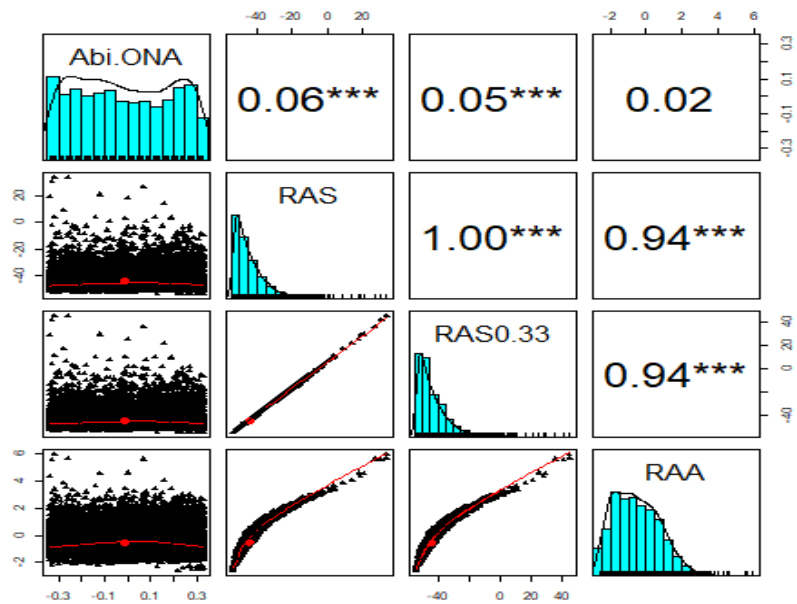 -40 0 20
-2 0 2 4 6
Abi.ONA
0.06***
0.05***
0.02
-0.3 -0.1 0.1 0.3
-40 -20 0 20
RAS
1.00***
0.94***
RAS0.33
0.94***
-40 0 20 40
-2 0 2 4 6
RAA
-0.3 -0.1 0.1 0.3
-40 0 20 40